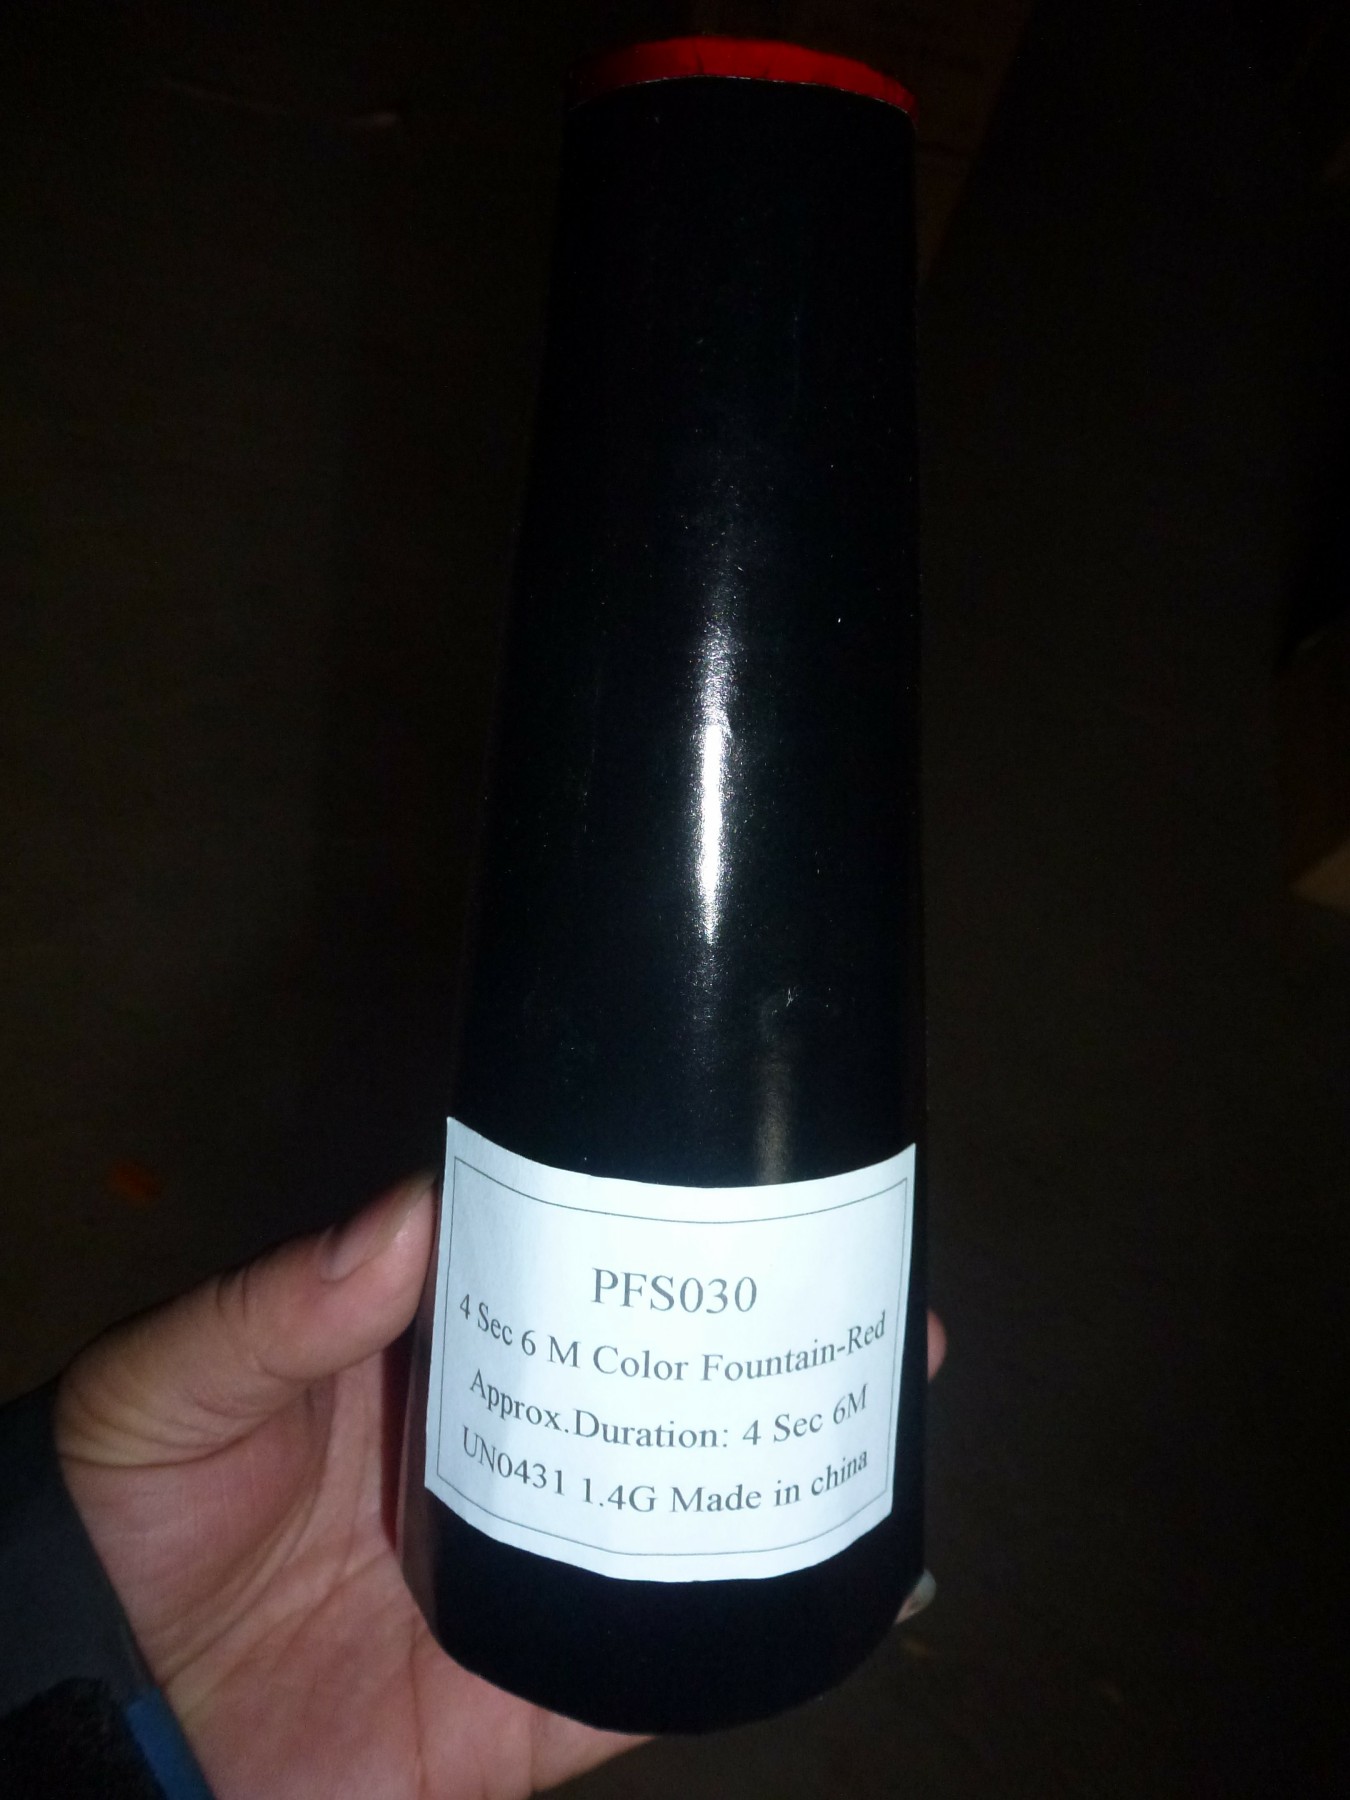 PFS030
4 Sec 6 M Color Fountain-Red
Approx.Duration: 4 Sec 6M
UN0431 1.4G Made in china